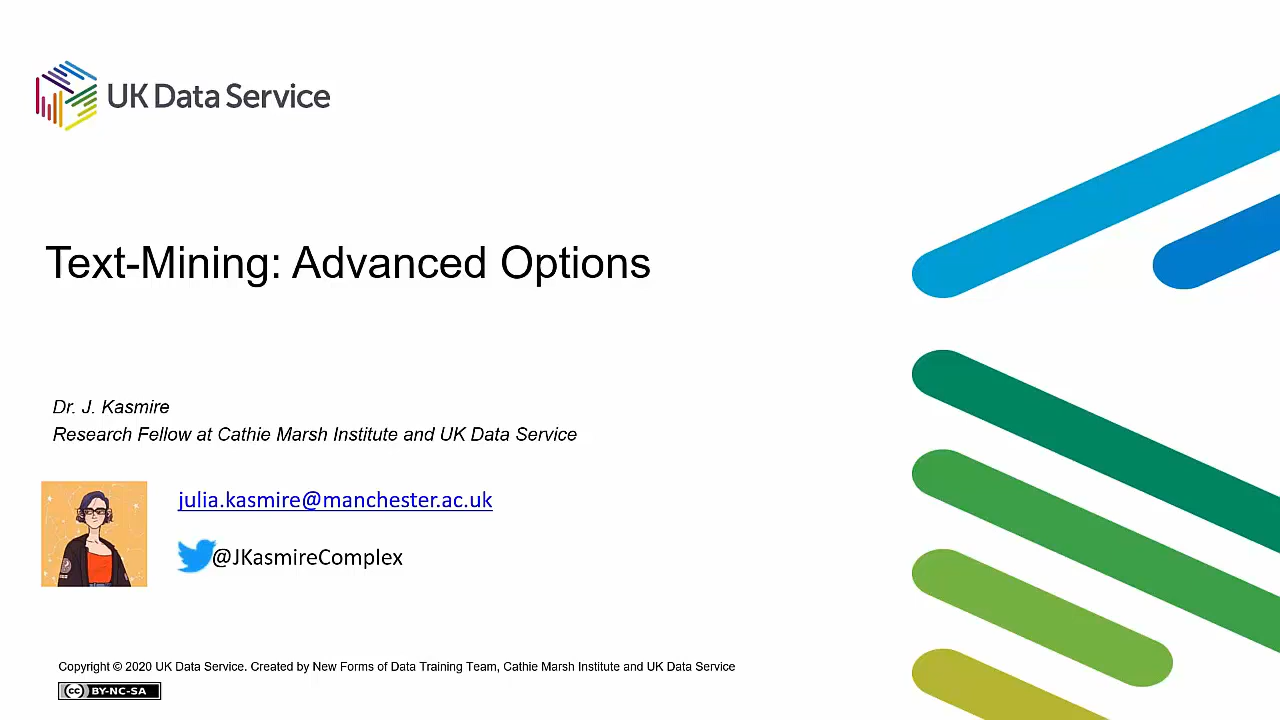 UK Data Service
Text-Mining: Advanced Options
Dr. J. Kasmire
Research Fellow at Cathie Marsh Institute and UK Data Service
julia.kasmire@manchester.ac.uk
@JKasmireComplex
Copyright © 2020 UK Data Service. Created by New Forms of Data Training Team, Cathie Marsh Institute and UK Data Service
cc BY-NC-SA